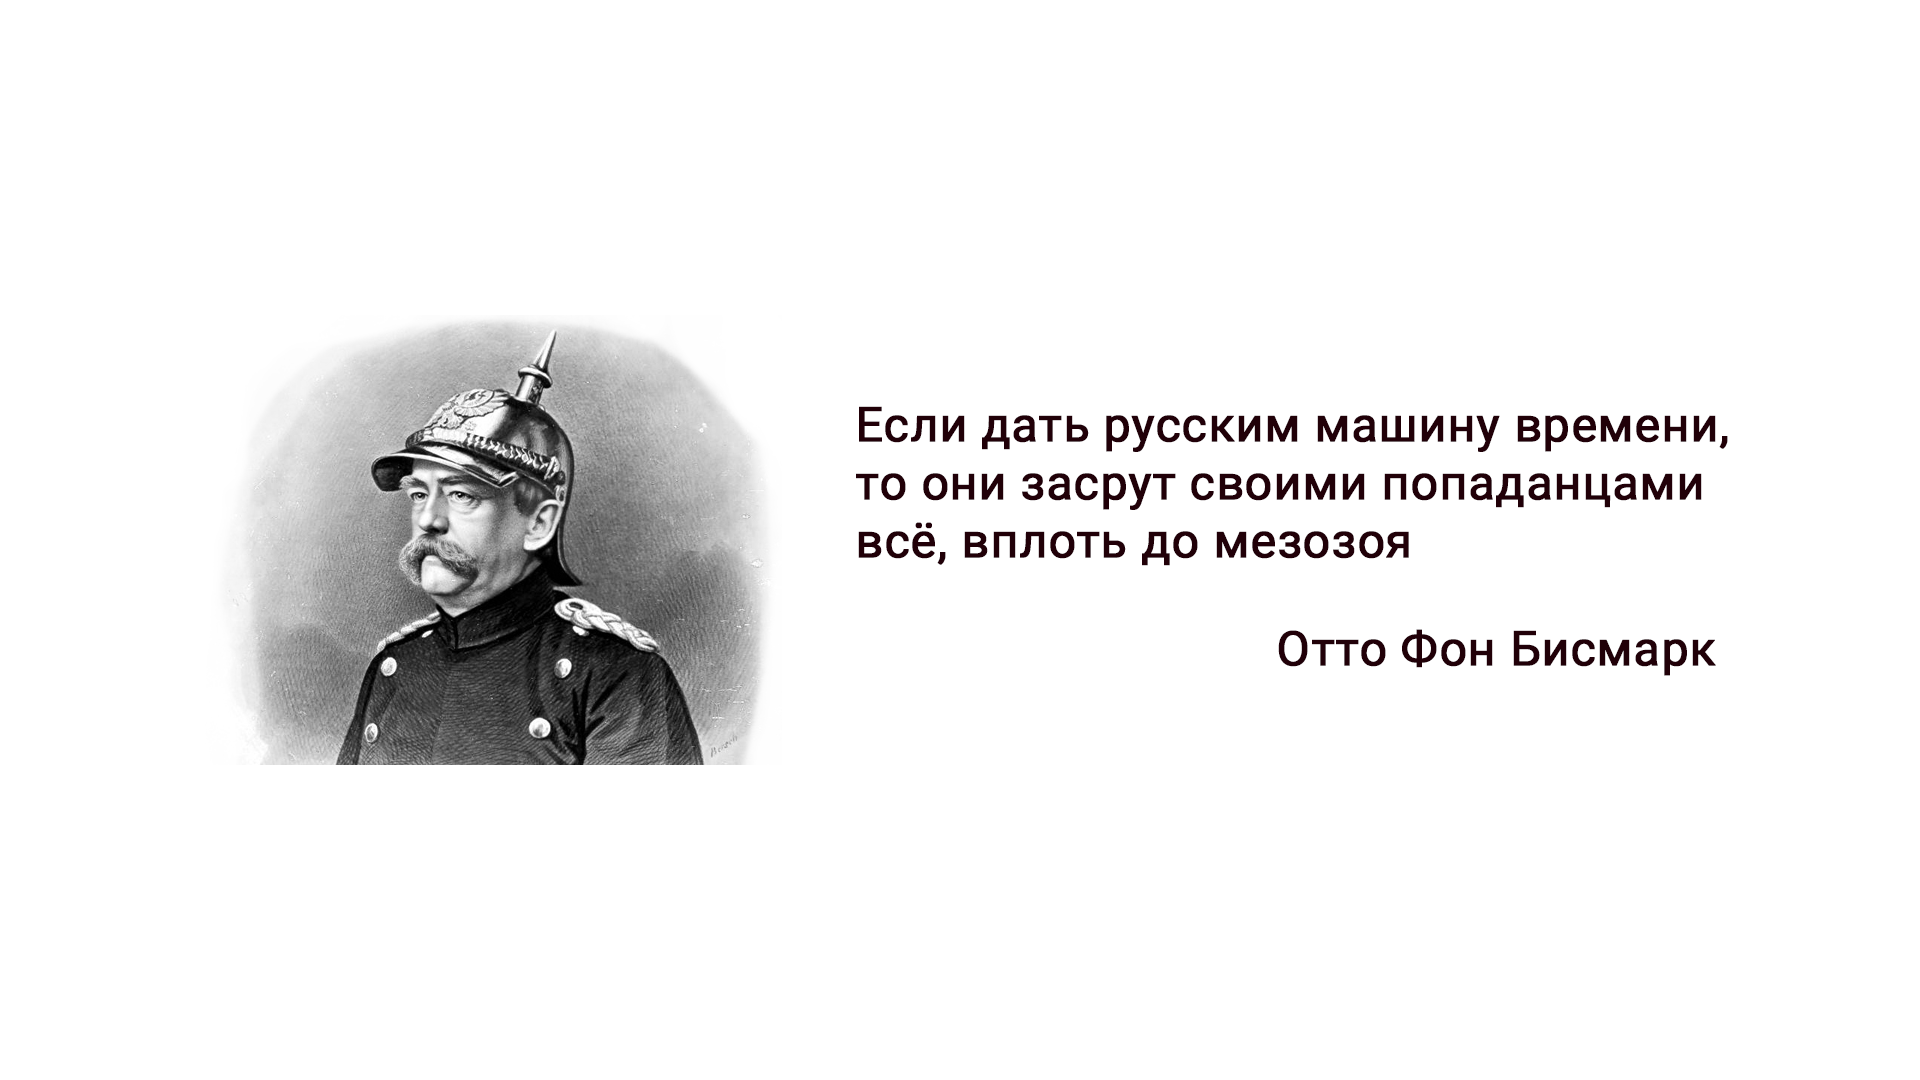 Если дать русским машину времени,
то они засрут своими попаданцами
всё, вплоть до мезозоя
Отто Фон Бисмарк